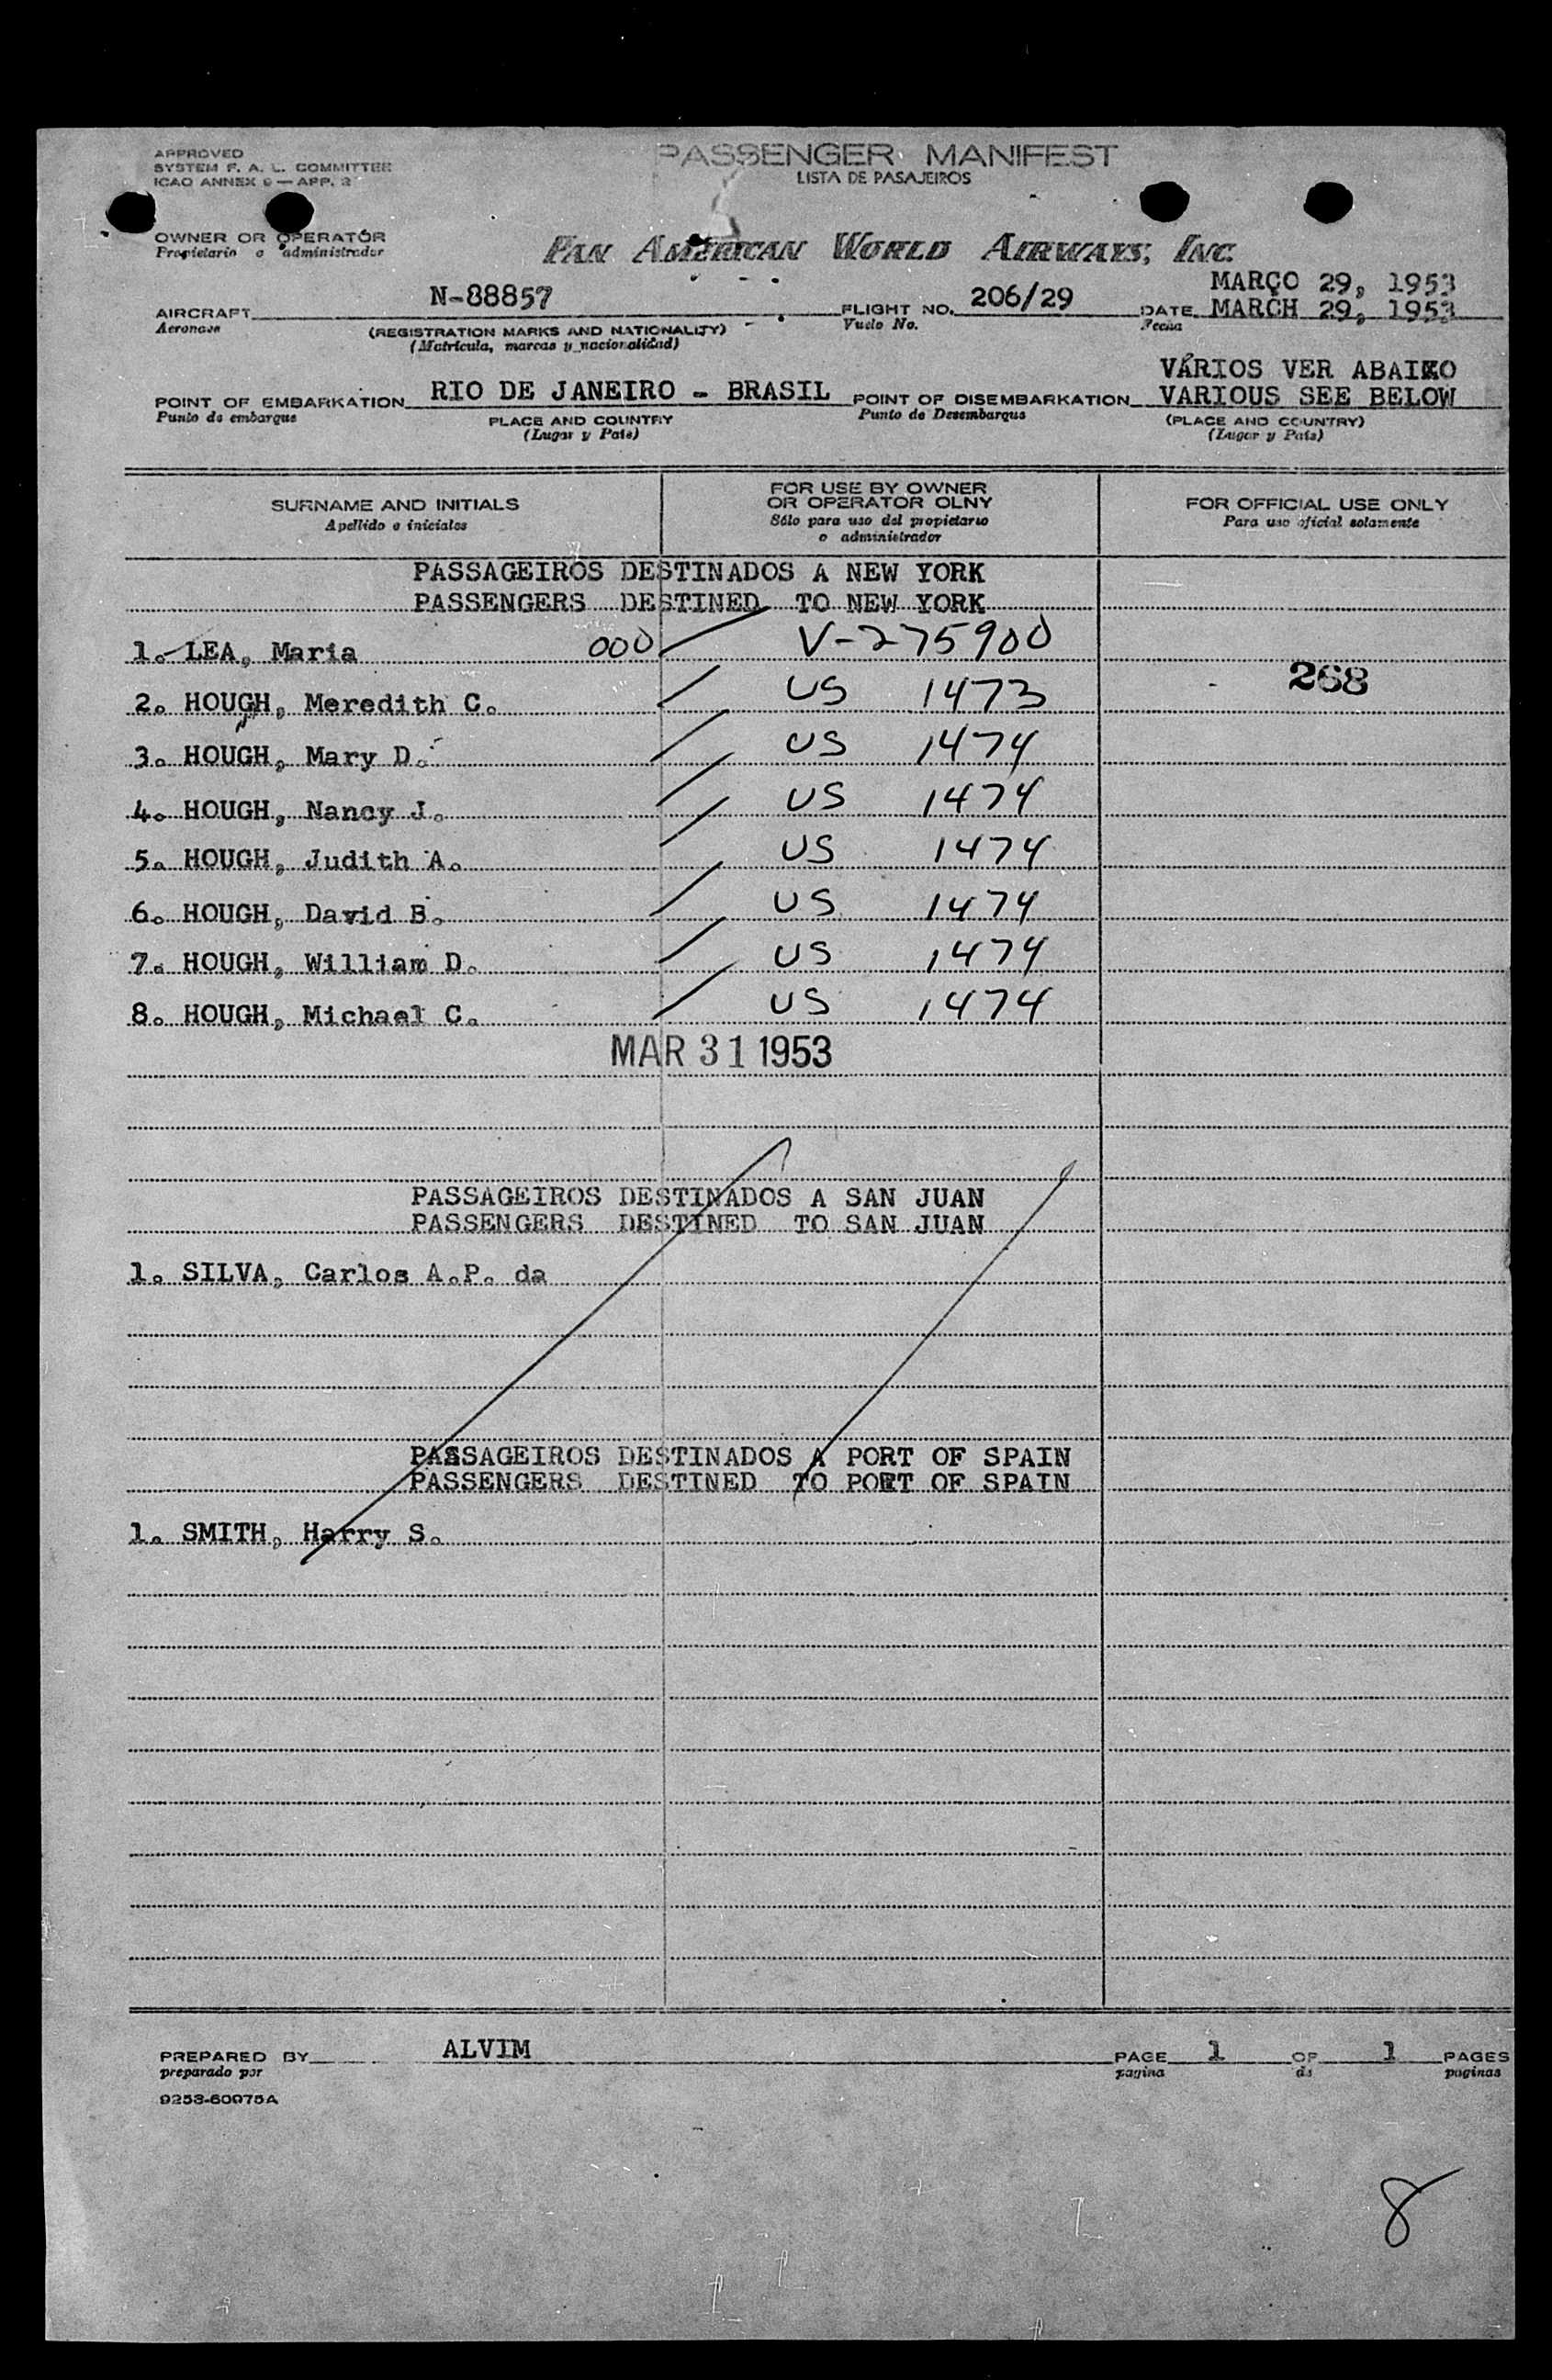 APPROVED
SYSTEM F. A. L. COMMITTEE
ICAO ANNEX 9 — APP. 2
PASSENGER MANIFEST
LISTA DE PASAJEIROS
OWNER OR OPERATÓR
Propietario o administrador
PAN AMERICAN WORLD AIRWAYS, INC.
MARÇO 29, 1953
AIRCRAFT N-88857 FLIGHT NO. 206/29 DATE MARCH 29, 1953
Aeronave (REGISTRATION MARKS AND NATIONALITY) Vuelo No. Fecha
(Matricula, marcas y nacionalidad)
VÁRIOS VER ABAIXO
POINT OF EMBARKATION RIO DE JANEIRO - BRASIL POINT OF DISEMBARKATION VARIOUS SEE BELOW
Punto de embarque PLACE AND COUNTRY Punto de Desembarque (PLACE AND COUNTRY)
(Lugar y Pais) (Lugar y Pais)
SURNAME AND INITIALS FOR USE BY OWNER OR OPERATOR OLNY FOR OFFICIAL USE ONLY
Apellido e iniciales Sólo para uso del propietario o administrador Para uso oficial solamente
PASSAGEIROS DESTINADOS A NEW YORK
PASSENGERS DESTINED TO NEW YORK
1. LEA, Maria 000 V-275900
268
2. HOUGH, Meredith C. US 1473
3. HOUGH, Mary D. US 1474
4. HOUGH, Nancy J. US 1474
5. HOUGH, Judith A. US 1474
6. HOUGH, David B. US 1474
7. HOUGH, William D. US 1474
8. HOUGH, Michael C. US 1474
MAR 31 1953
PASSAGEIROS DESTINADOS A SAN JUAN
PASSENGERS DESTINED TO SAN JUAN
1. SILVA, Carlos A.P. da
PASSAGEIROS DESTINADOS A PORT OF SPAIN
PASSENGERS DESTINED TO PORT OF SPAIN
1. SMITH, Harry S.
PREPARED BY ALVIM PAGE 1 OF 1 PAGES
preparado por pagina de paginas
9253-60075A
8